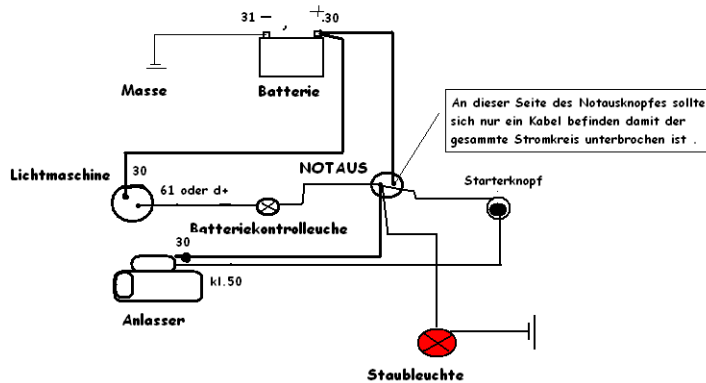 31 – , + .30
Masse
Batterie
An dieser Seite des Notausknopfes sollte
sich nur ein Kabel befinden damit der
gesammte Stromkreis unterbrochen ist .
Lichtmaschine
30
NOTAUS
Starterknopf
61 oder d+
Batteriekontrolleuche
30
kl.50
Anlasser
Staubleuchte